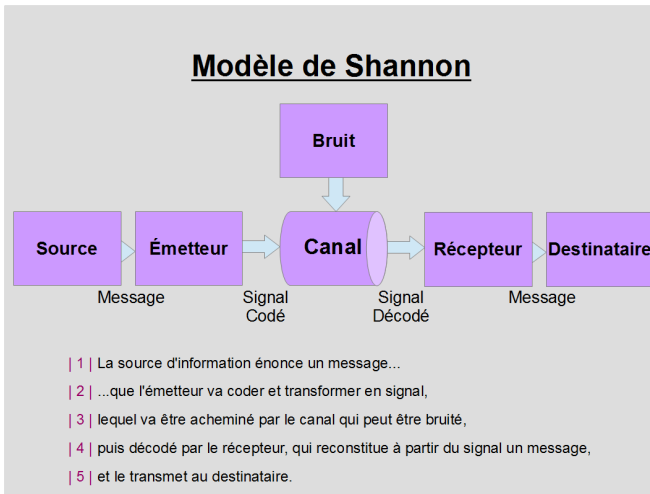 Modèle de Shannon
Bruit
Source
Émetteur
Canal
Récepteur
Destinataire
Message
Signal
Codé
Signal
Décodé
Message
| 1 | La source d'information énonce un message...
| 2 | ...que l'émetteur va coder et transformer en signal,
| 3 | lequel va être acheminé par le canal qui peut être bruité,
| 4 | puis décodé par le récepteur, qui reconstitue à partir du signal un message,
| 5 | et le transmet au destinataire.